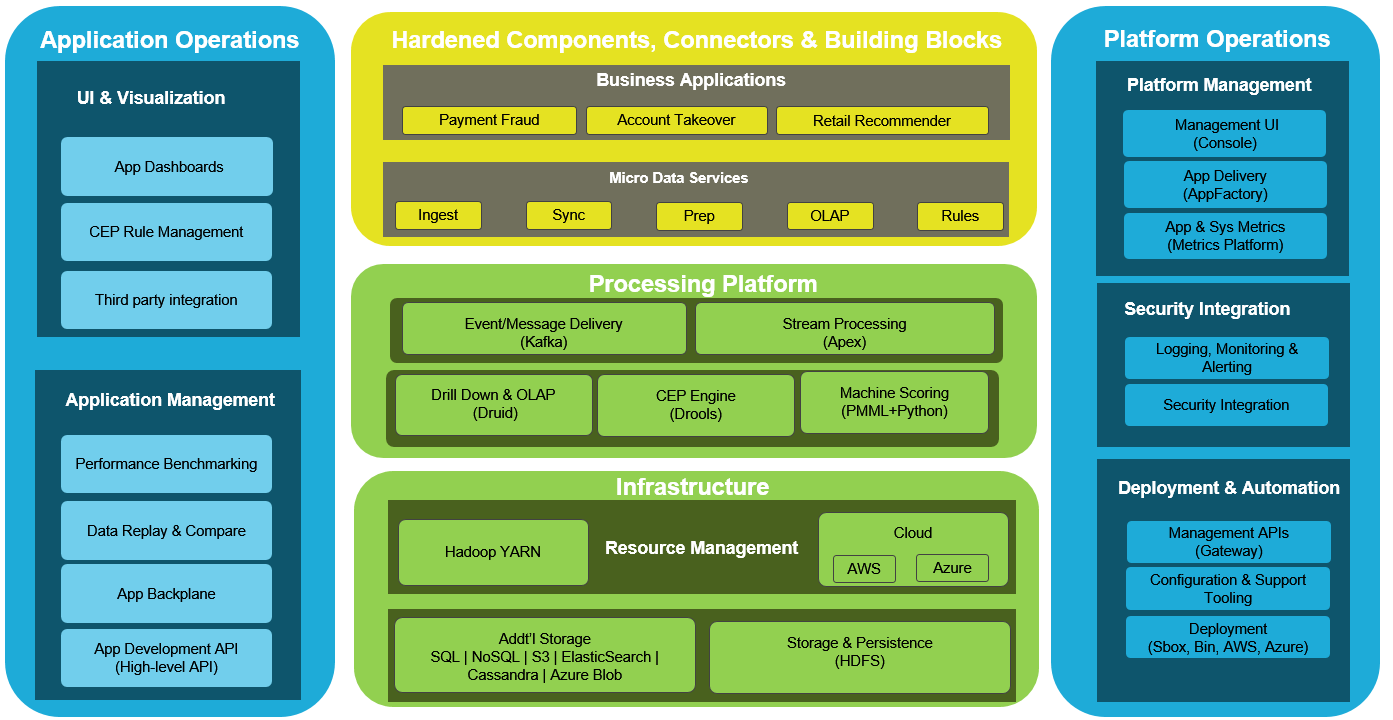 Application Operations
UI & Visualization
App Dashboards
CEP Rule Management
Third party integration
Application Management
Performance Benchmarking
Data Replay & Compare
App Backplane
App Development API
(High-level API)
Hardened Components, Connectors & Building Blocks
Business Applications
Payment Fraud
Account Takeover
Retail Recommender
Micro Data Services
Ingest
Sync
Prep
OLAP
Rules
Processing Platform
Event/Message Delivery
(Kafka)
Stream Processing
(Apex)
Drill Down & OLAP
(Druid)
CEP Engine
(Drools)
Machine Scoring
(PMML+Python)
Infrastructure
Hadoop YARN
Resource Management
Cloud
AWS
Azure
Addt'l Storage
SQL | NoSQL | S3 | ElasticSearch |
Cassandra | Azure Blob
Storage & Persistence
(HDFS)
Platform Operations
Platform Management
Management UI
(Console)
App Delivery
(AppFactory)
App & Sys Metrics
(Metrics Platform)
Security Integration
Logging, Monitoring &
Alerting
Security Integration
Deployment & Automation
Management APIs
(Gateway)
Configuration & Support
Tooling
Deployment
(Sbox, Bin, AWS, Azure)